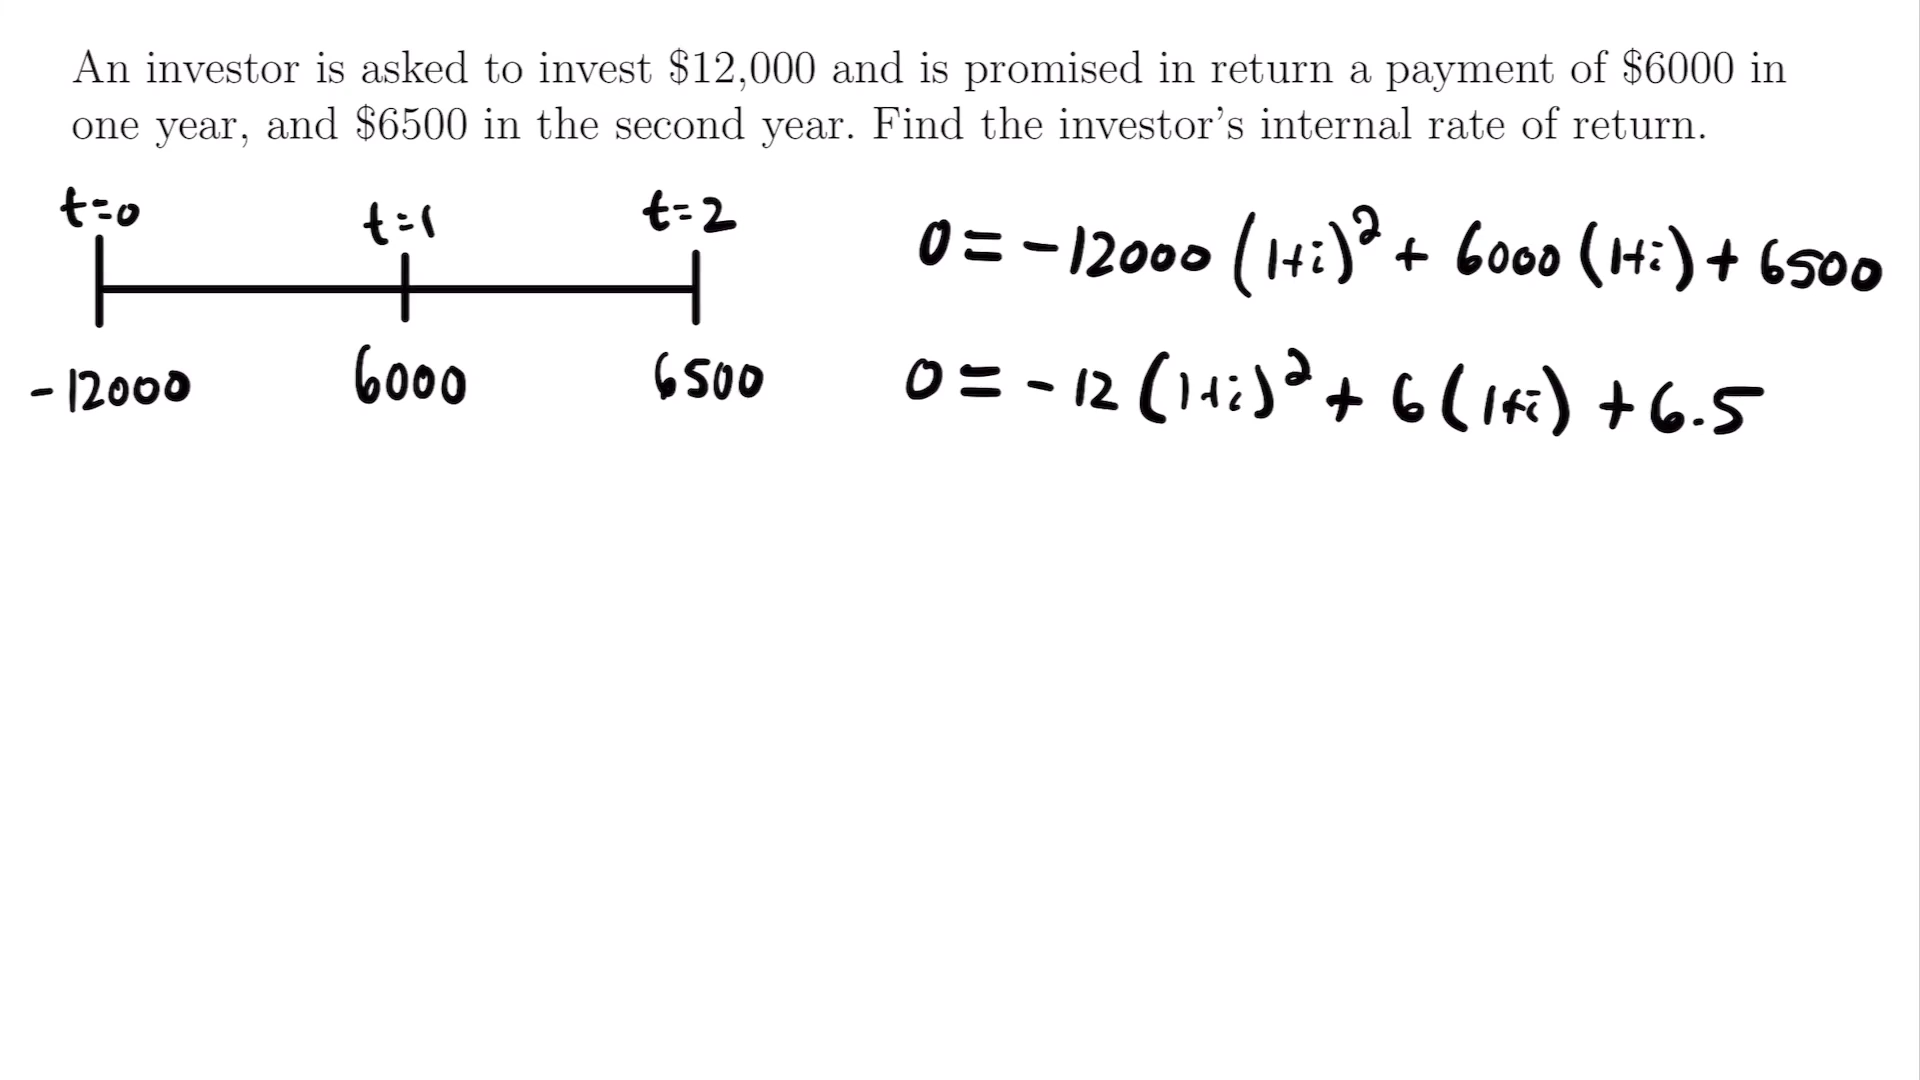 An investor is asked to invest $12,000 and is promised in return a payment of $6000 in
one year, and $6500 in the second year. Find the investor's internal rate of return.
t=0 t=1 t=2
-12000 6000 6500
0 = -12000 (1+i)² + 6000 (1+i) + 6500
0 = -12 (1+i)² + 6 (1+i) + 6.5